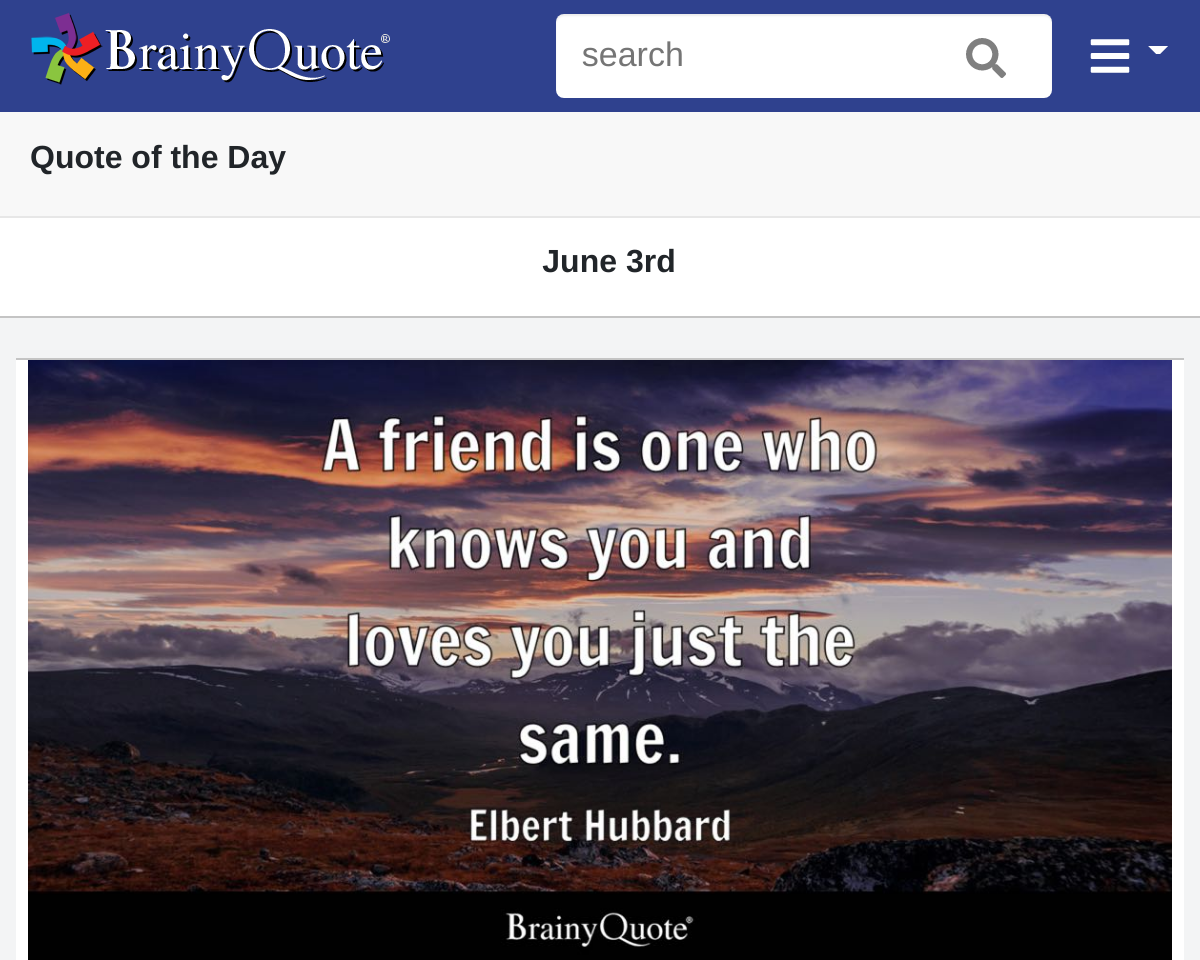 BrainyQuote®
search
Quote of the Day
June 3rd
A friend is one who
knows you and
loves you just the
same.
Elbert Hubbard
BrainyQuote®